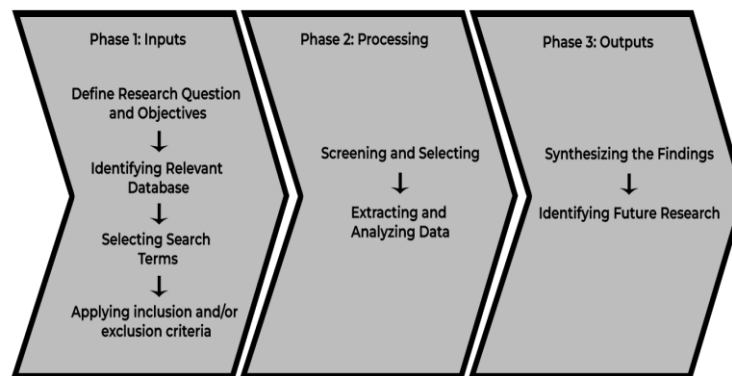 Phase 1: Inputs
Define Research Question
and Objectives
Identifying Relevant
Database
Selecting Search
Terms
Applying inclusion and/or
exclusion criteria
Phase 2: Processing
Screening and Selecting
Extracting and
Analyzing Data
Phase 3: Outputs
Synthesizing the Findings
Identifying Future Research